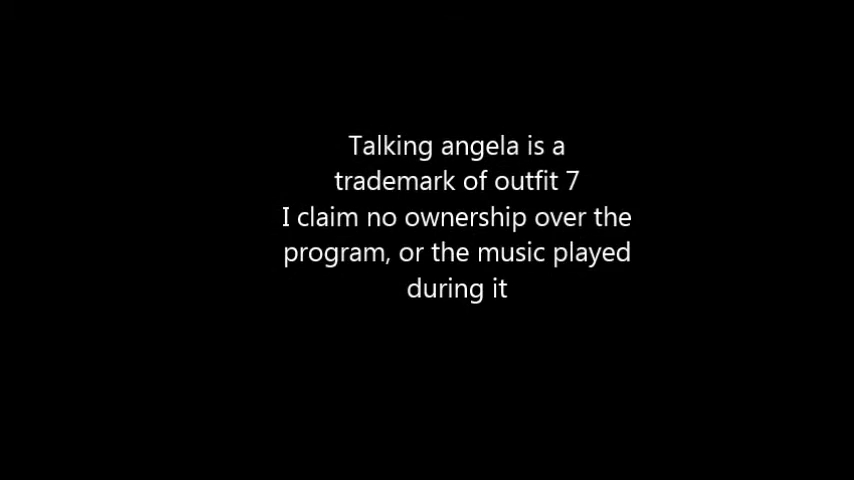 Talking angela is a
trademark of outfit 7
I claim no ownership over the
program, or the music played
during it